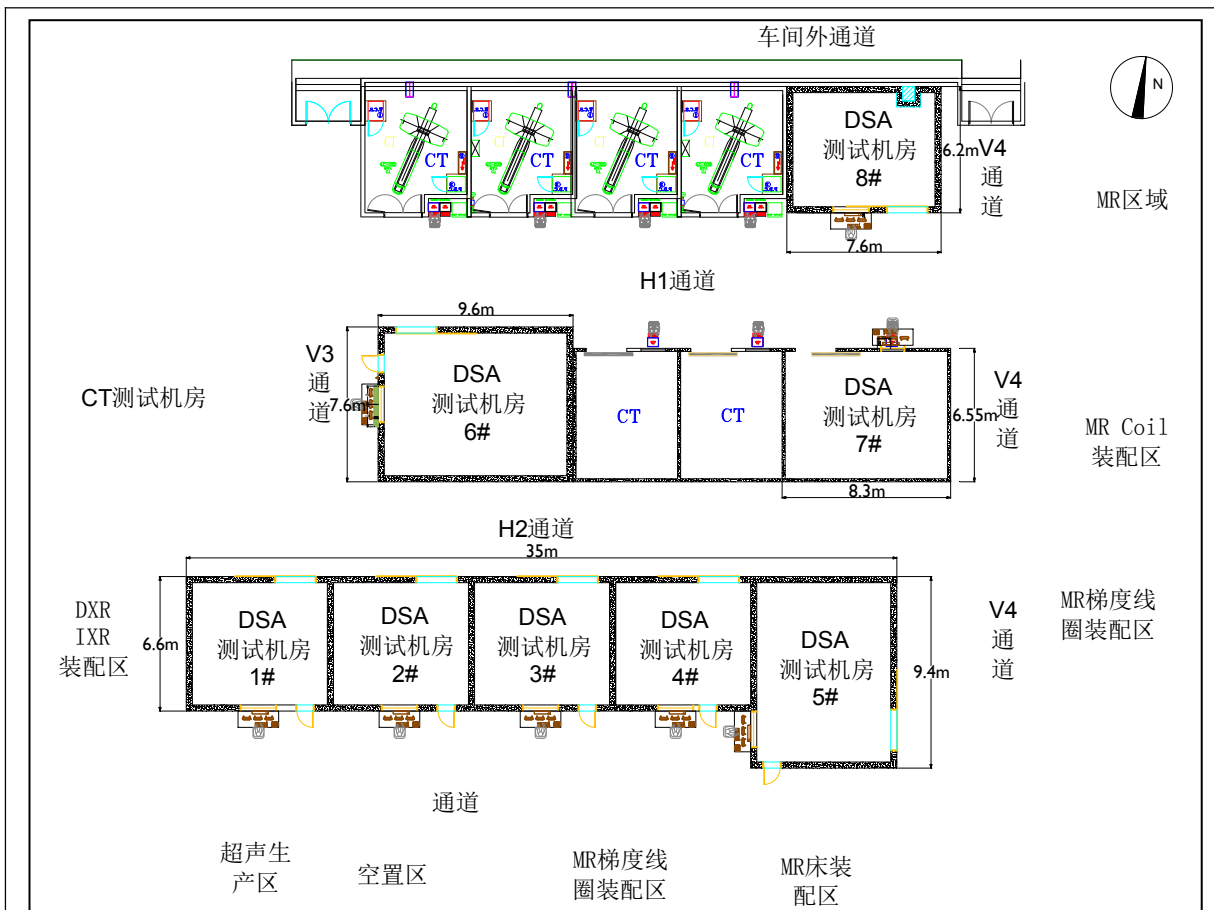 车间外通道
N
DSA
测试机房
8#
6.2m
V4
通
道
MR区域
CT
CT
CT
CT
CT
CT
CT
CT
7.6m
H1通道
9.6m
V3
通
道
CT测试机房
7.6m
DSA
测试机房
6#
CT
CT
DSA
测试机房
7#
6.55m
V4
通
道
MR Coil
装配区
8.3m
H2通道
35m
DXR
IXR
装配区
6.6m
DSA
测试机房
1#
DSA
测试机房
2#
DSA
测试机房
3#
DSA
测试机房
4#
DSA
测试机房
5#
9.4m
V4
通
道
MR梯度线
圈装配区
通道
超声生
产区
空置区
MR梯度线
圈装配区
MR床装
配区